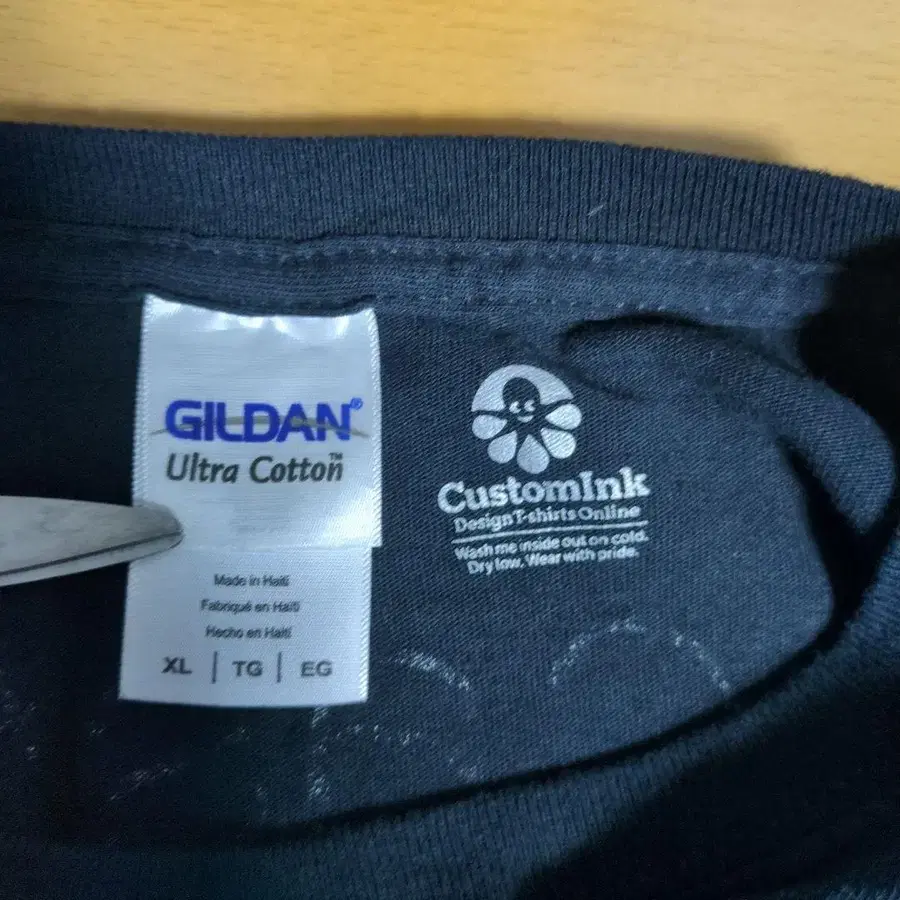 GILDAN®
Ultra Cotton™
Made in Haiti
Fabriqué en Haïti
Hecho en Haití
XL | TG | EG
CustomInk
Design T-shirts Online
Wash me inside out on cold.
Dry low. Wear with pride.